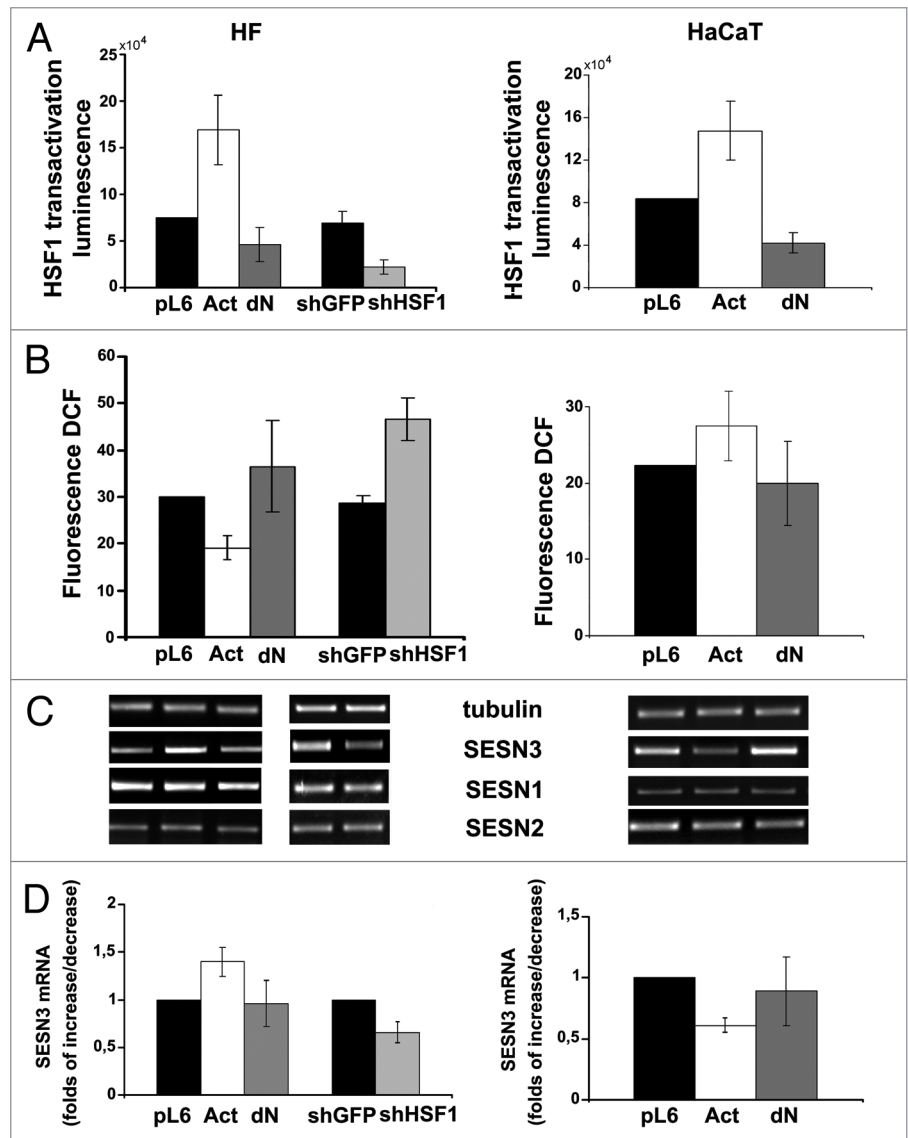 A
HF
HaCaT
×10⁴
HSF1 transactivation
luminescence
25
20
15
10
5
0
pL6 Act dN shGFP shHSF1
×10⁴
HSF1 transactivation
luminescence
20
16
12
8
4
0
pL6 Act dN
B
Fluorescence DCF
60
50
40
30
20
10
0
pL6 Act dN shGFP shHSF1
Fluorescence DCF
30
20
10
0
pL6 Act dN
C
tubulin
SESN3
SESN1
SESN2
D
SESN3 mRNA
(folds of increase/decrease)
2
1,5
1
0,5
0
pL6 Act dN shGFP shHSF1
SESN3 mRNA
(folds of increase/decrease)
1,5
1
0,5
0
pL6 Act dN